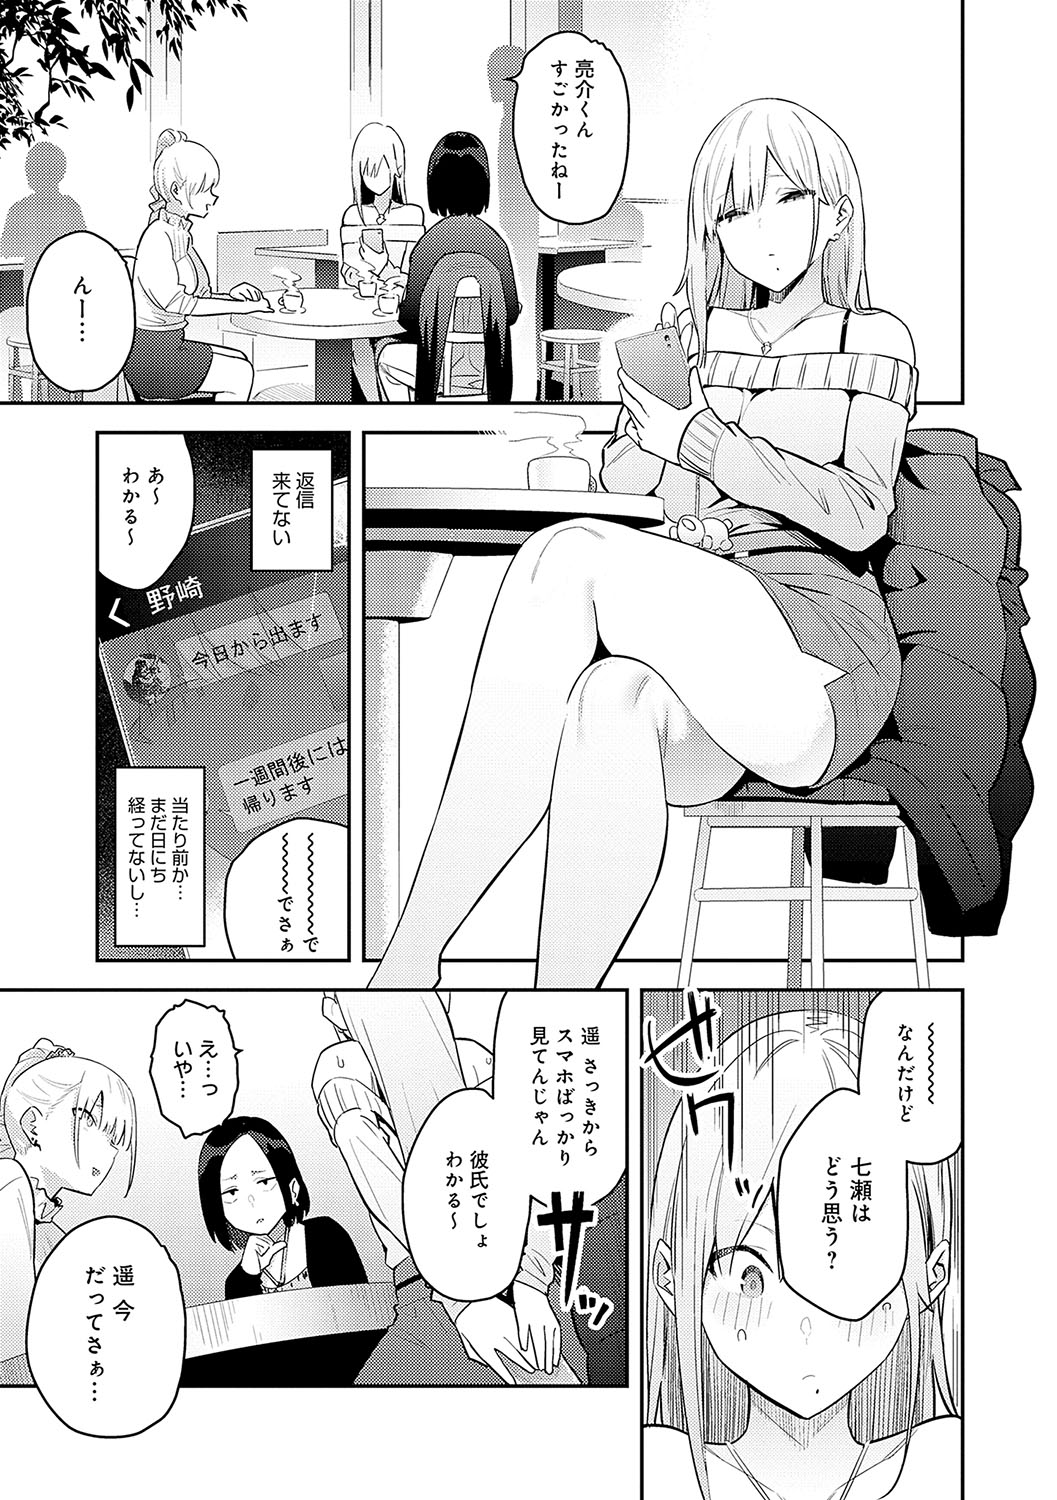 亮介くん
すごかったねー
んー…
返信
来てない
あ〜
わかる〜
野崎
今日から出ます
一週間後には
帰ります
当たり前か…
まだ日にち
経ってないし…
〜〜〜〜で
〜〜〜でさぁ
〜〜〜〜
なんだけど
七瀬は
どう思う？
ビクッ
遥 さっきから
スマホばっかり
見てんじゃん
彼氏でしょ
わかる〜
サッ
え…っ
いや…
遥 今
だってさぁ…